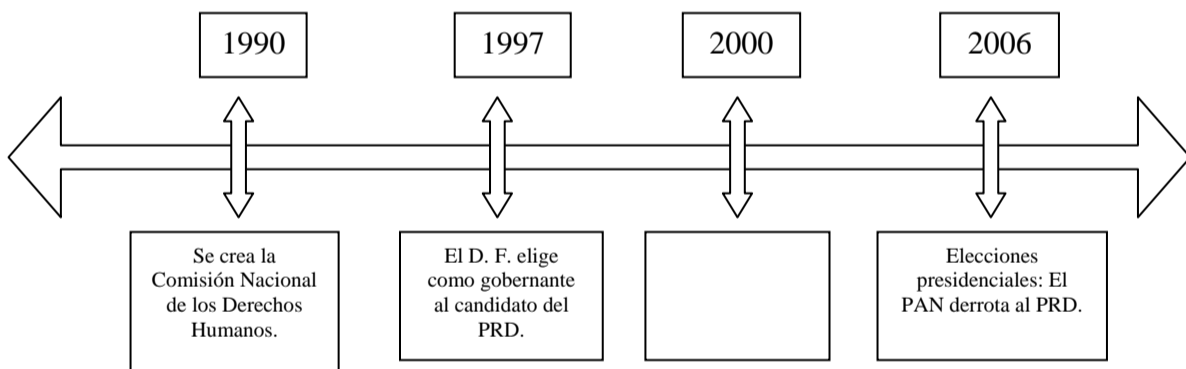 1990
1997
2000
2006
Se crea la
Comisión Nacional
de los Derechos
Humanos.
El D. F. elige
como gobernante
al candidato del
PRD.
Elecciones
presidenciales: El
PAN derrota al PRD.